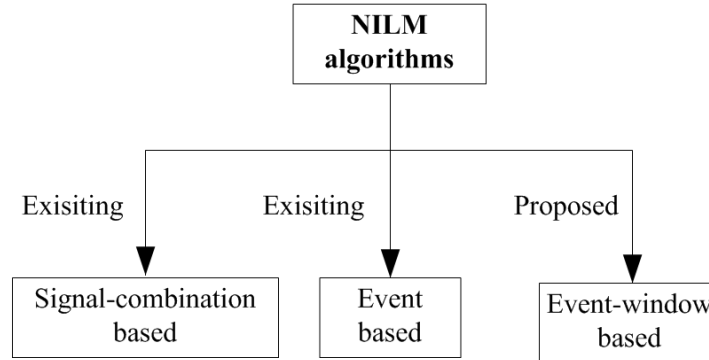 NILM
algorithms
Exisiting
Exisiting
Proposed
Signal-combination
based
Event
based
Event-window
based